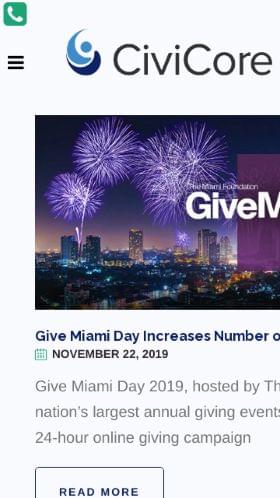 CiviCore
The Miami Foundation
GiveM
Give Miami Day Increases Number o
NOVEMBER 22, 2019
Give Miami Day 2019, hosted by Th
nation's largest annual giving events
24-hour online giving campaign
READ MORE